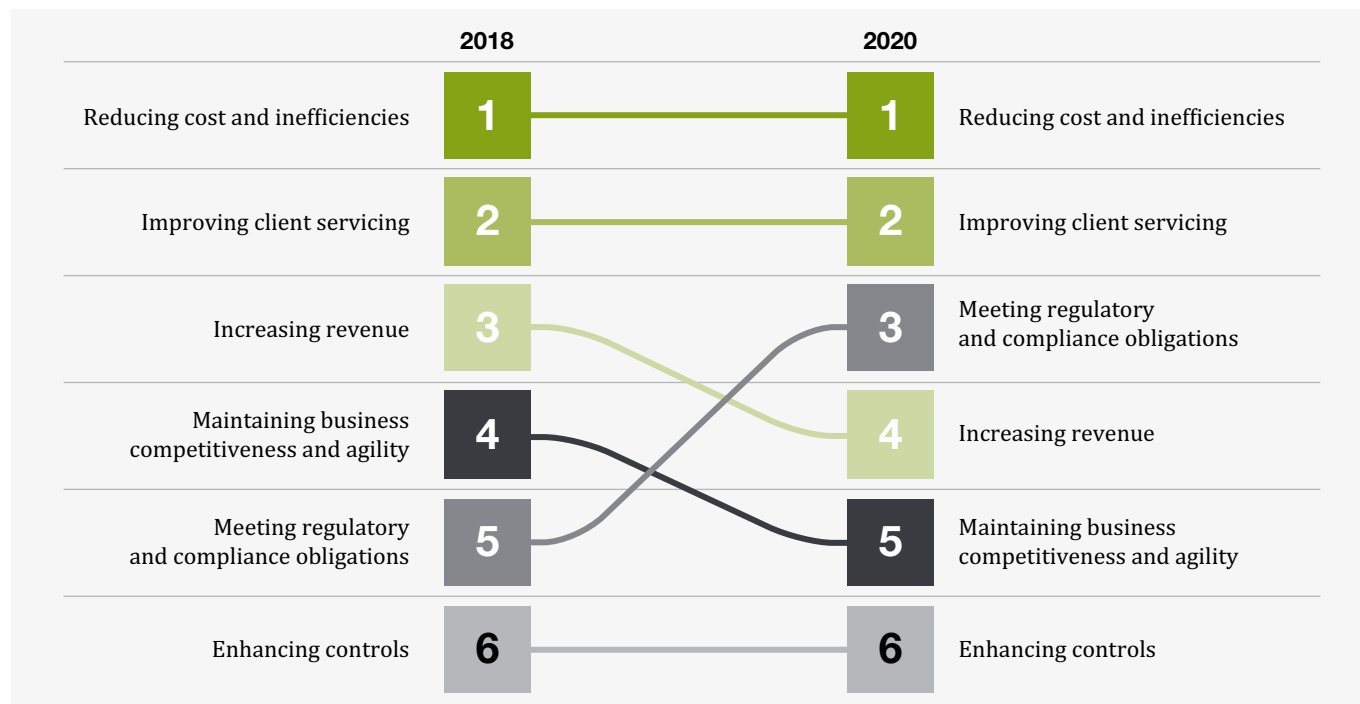 2018 2020
Reducing cost and inefficiencies 1 1 Reducing cost and inefficiencies
Improving client servicing 2 2 Improving client servicing
Increasing revenue 3 3 Meeting regulatory
and compliance obligations
Maintaining business
competitiveness and agility 4 4 Increasing revenue
Meeting regulatory
and compliance obligations 5 5 Maintaining business
competitiveness and agility
Enhancing controls 6 6 Enhancing controls